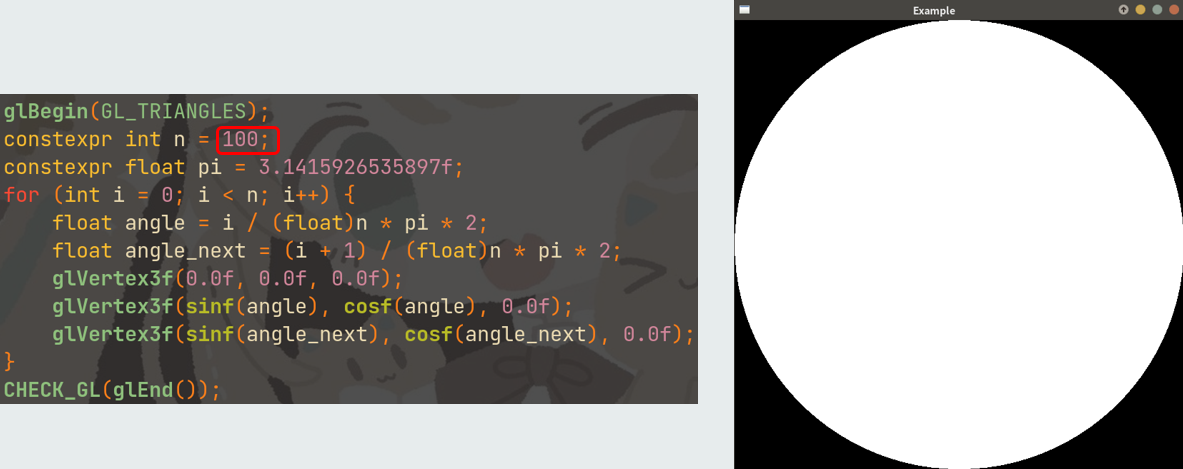 glBegin(GL_TRIANGLES);
constexpr int n = 100;
constexpr float pi = 3.1415926535897f;
for (int i = 0; i < n; i++) {
    float angle = i / (float)n * pi * 2;
    float angle_next = (i + 1) / (float)n * pi * 2;
    glVertex3f(0.0f, 0.0f, 0.0f);
    glVertex3f(sinf(angle), cosf(angle), 0.0f);
    glVertex3f(sinf(angle_next), cosf(angle_next), 0.0f);
}
CHECK_GL(glEnd());
Example